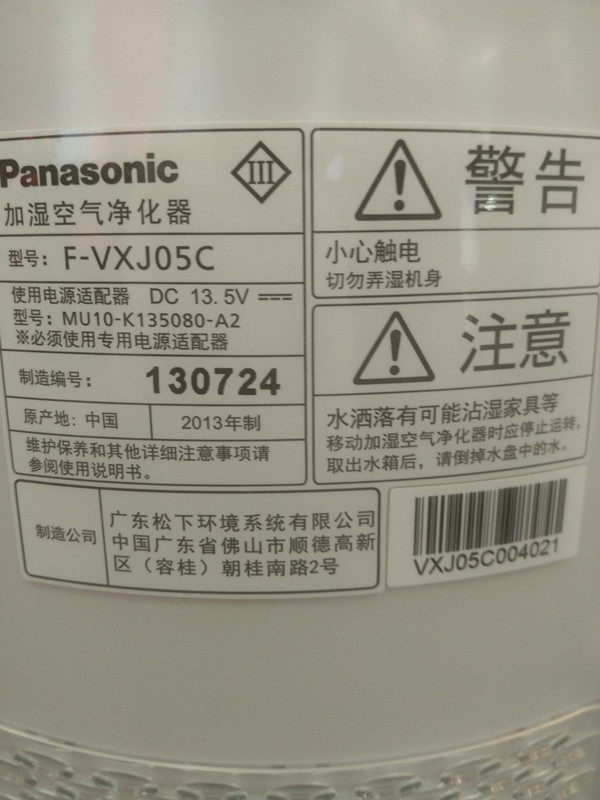 Panasonic
III
加湿空气净化器
型号: F-VXJ05C
使用电源适配器 DC 13.5V
型号: MU10-K135080-A2
※必须使用专用电源适配器
制造编号: 130724
原产地: 中国 2013年制
维护保养和其他详细注意事项请
参阅使用说明书。
警告
小心触电
切勿弄湿机身
注意
水洒落有可能沾湿家具等
移动加湿空气净化器时应停止运转,
取出水箱后, 请倒掉水盘中的水。
制造公司
广东松下环境系统有限公司
中国广东省佛山市顺德高新
区（容桂）朝桂南路2号
VXJ05C004021